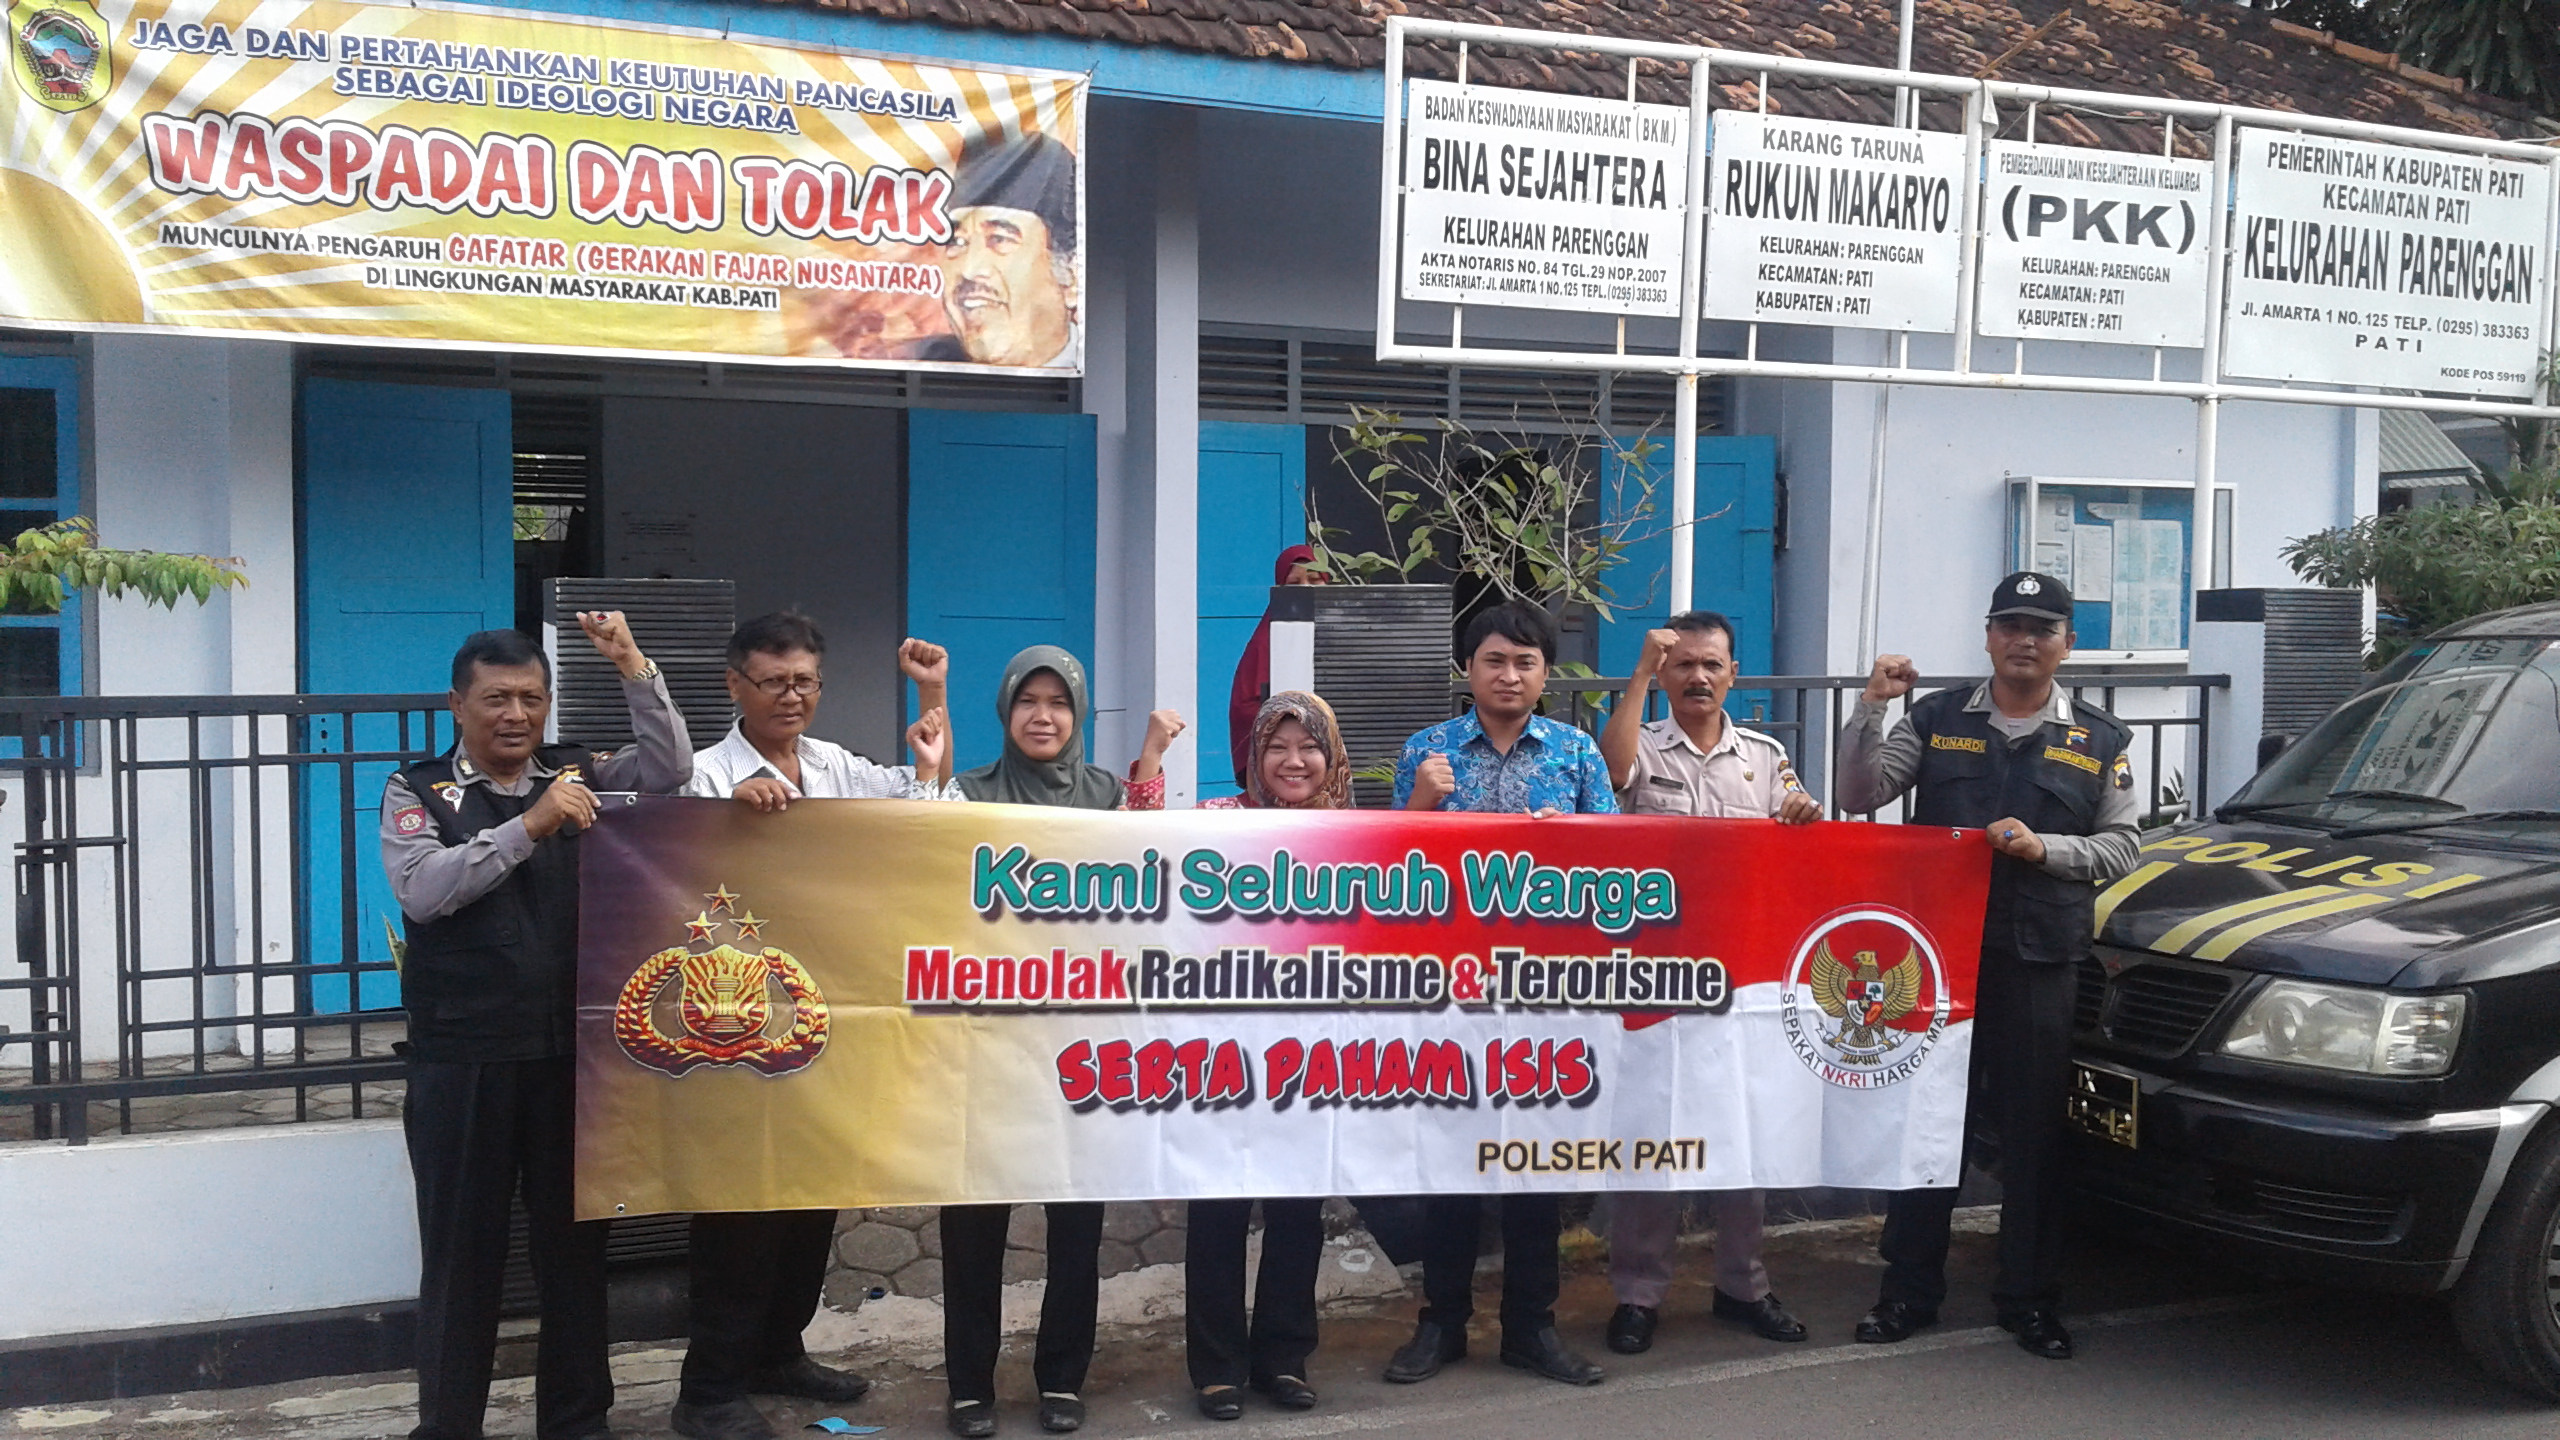 PATI
JAGA DAN PERTAHANKAN KEUTUHAN PANCASILA
SEBAGAI IDEOLOGI NEGARA
WASPADAI DAN TOLAK
MUNCULNYA PENGARUH GAFATAR (GERAKAN FAJAR NUSANTARA)
DI LINGKUNGAN MASYARAKAT KAB.PATI
BADAN KESWADAYAAN MASYARAKAT (BKM)
BINA SEJAHTERA
KELURAHAN PARENGGAN
AKTA NOTARIS NO. 84 TGL.29 NOP.2007
SEKRETARIAT: JL. AMARTA 1 NO.125 TELP.(0295)383363
KARANG TARUNA
RUKUN MAKARYO
KELURAHAN: PARENGGAN
KECAMATAN: PATI
KABUPATEN : PATI
PEMBERDAYAAN DAN KESEJAHTERAAN KELUARGA
(PKK)
KELURAHAN: PARENGGAN
KECAMATAN: PATI
KABUPATEN : PATI
PEMERINTAH KABUPATEN PATI
KECAMATAN PATI
KELURAHAN PARENGGAN
Jl. AMARTA 1 NO. 125 TELP. (0295) 383363
PATI
KODE POS 59119
KUNARDI
BHABINKAMTIBMAS
POLISI
Kami Seluruh Warga
Menolak Radikalisme & Terorisme
SERTA PAHAM ISIS
POLSEK PATI
SEPAKAT NKRI HARGA MATI